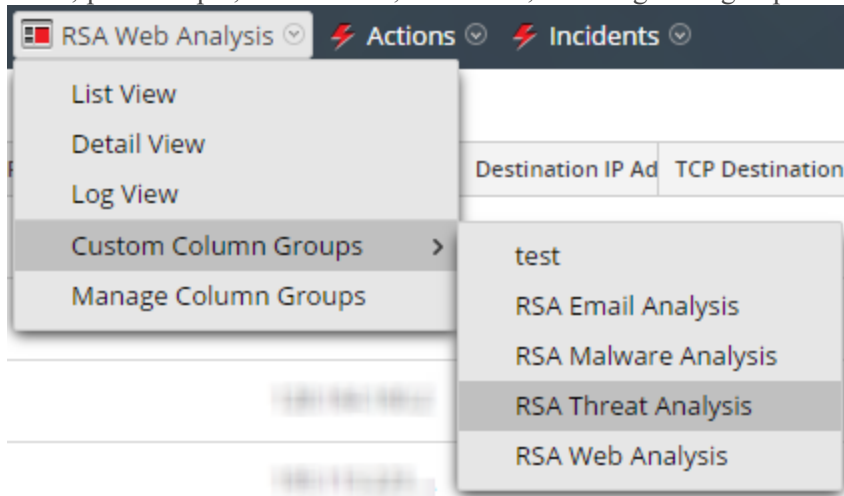 RSA Web Analysis Actions Incidents
List View
Detail View
Log View
Custom Column Groups >
Manage Column Groups
Destination IP Ad TCP Destination
test
RSA Email Analysis
RSA Malware Analysis
RSA Threat Analysis
RSA Web Analysis